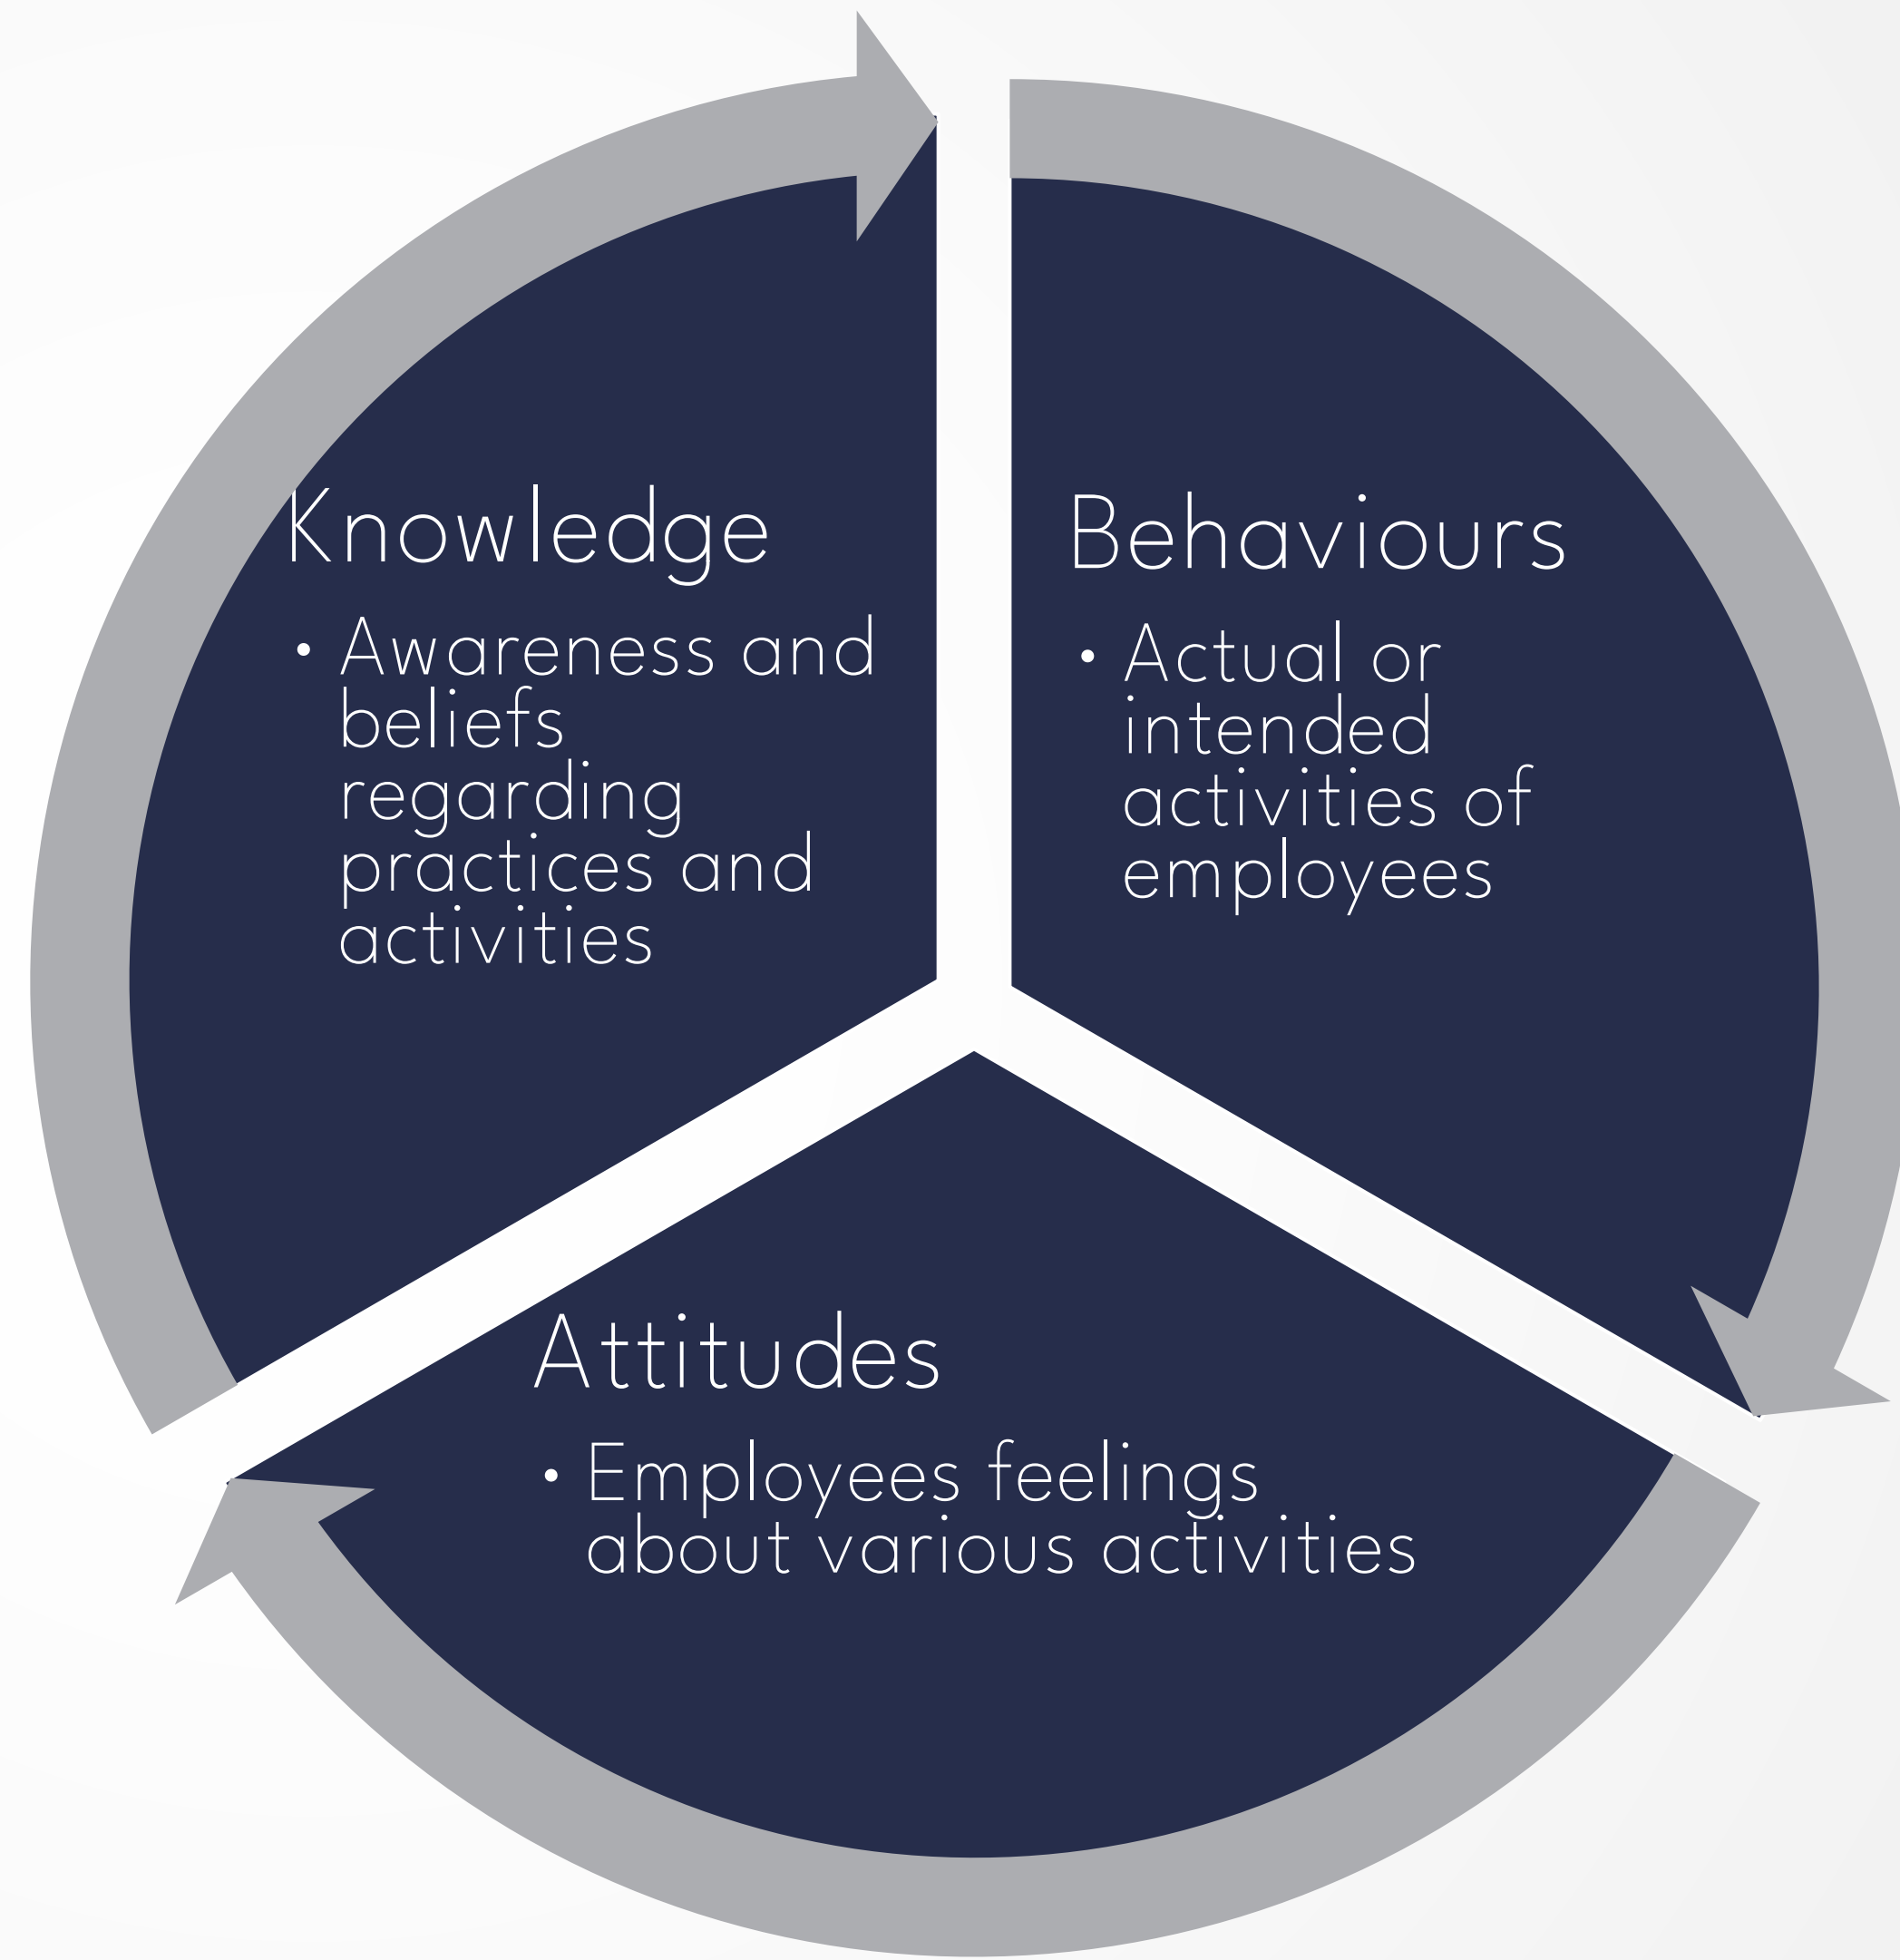 Knowledge
• Awareness and
beliefs
regarding
practices and
activities
Behaviours
• Actual or
intended
activities of
employees
Attitudes
• Employees feelings
about various activities